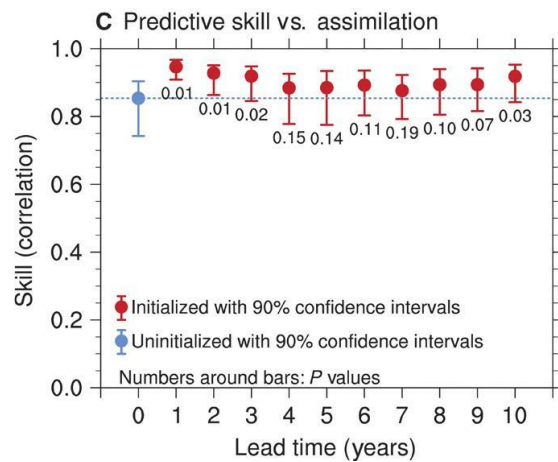 C Predictive skill vs. assimilation
1.0
0.8
0.6
0.4
0.2
0.0
Skill (correlation)
0.01
0.01
0.02
0.15
0.14
0.11
0.19
0.10
0.07
0.03
Initialized with 90% confidence intervals
Uninitialized with 90% confidence intervals
Numbers around bars: P values
0 1 2 3 4 5 6 7 8 9 10
Lead time (years)